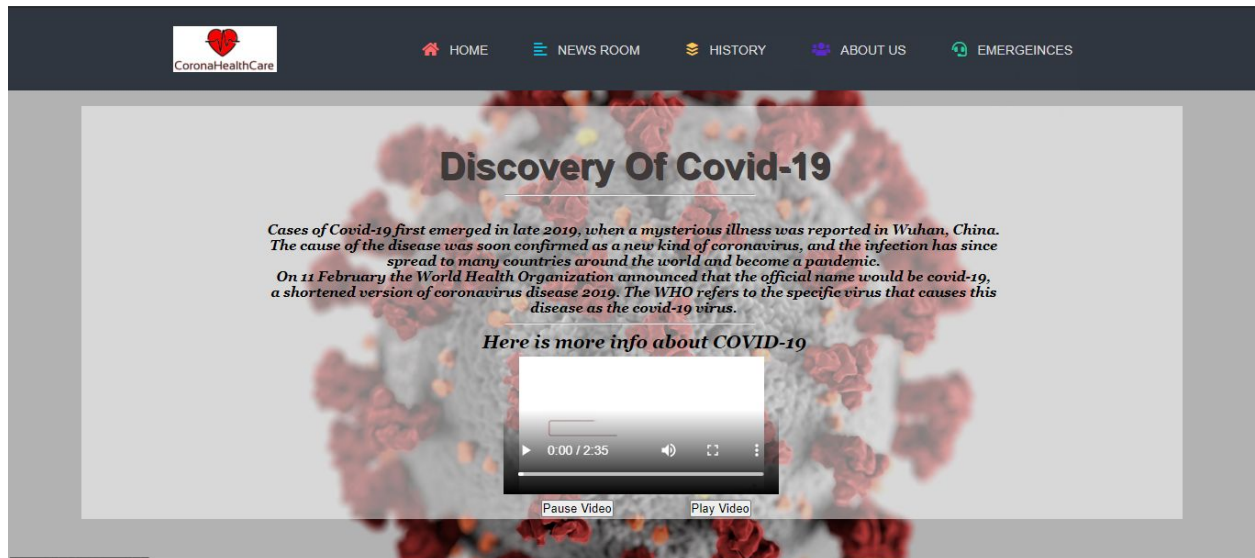 CoronaHealthCare
HOME
NEWS ROOM
HISTORY
ABOUT US
EMERGEINCES
Discovery Of Covid-19
Cases of Covid-19 first emerged in late 2019, when a mysterious illness was reported in Wuhan, China.
The cause of the disease was soon confirmed as a new kind of coronavirus, and the infection has since
spread to many countries around the world and become a pandemic.
On 11 February the World Health Organization announced that the official name would be covid-19,
a shortened version of coronavirus disease 2019. The WHO refers to the specific virus that causes this
disease as the covid-19 virus.
Here is more info about COVID-19
0:00 / 2:35
Pause Video
Play Video